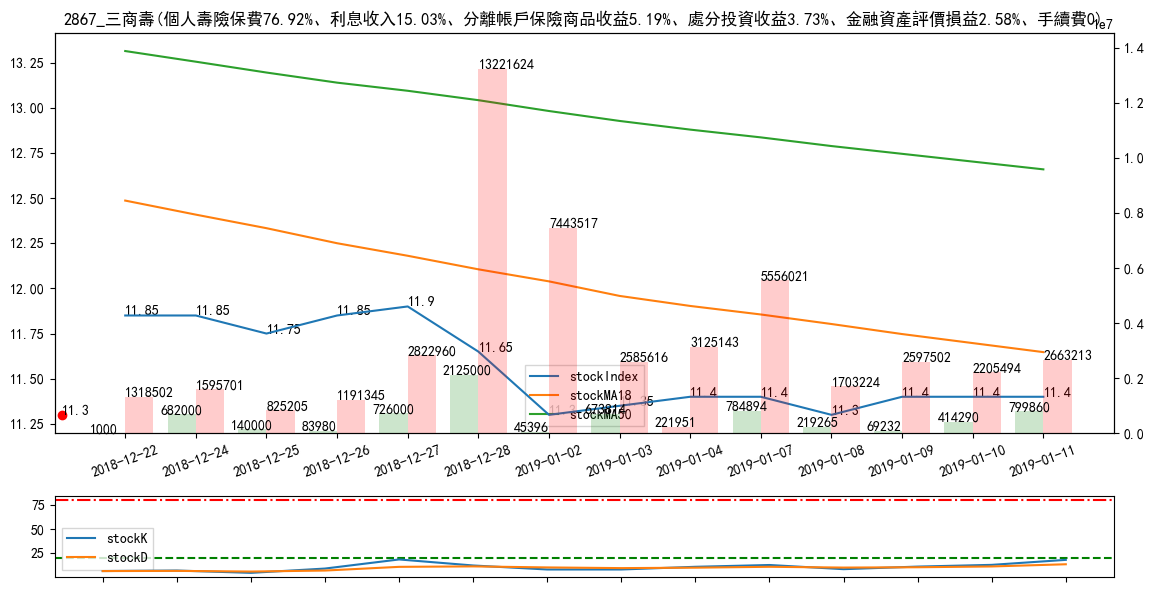 2867_三商壽(個人壽險保費76.92%、利息收入15.03%、分離帳戶保險商品收益5.19%、處分投資收益3.73%、金融資產評價損益2.58%、手續費0)
1e7
13.25
13.00
12.75
12.50
12.25
12.00
11.75
11.50
11.25
1.4
1.2
1.0
0.8
0.6
0.4
0.2
0.0
13221624
7443517
5556021
11.85 11.85 11.75 11.85 11.9 11.65
11.3
11.4 11.4 11.3 11.4 11.4 11.4
1318502 1595701 825205 1191345 2822960
2585616 3125143 1703224 2597502 2205494 2663213
1000 682000 140000 83980 726000 2125000 45396
221951 784894 219265 69232 414290 799860
stockIndex
stockMA18
stockMA50
2018-12-22 2018-12-24 2018-12-25 2018-12-26 2018-12-27 2018-12-28 2019-01-02 2019-01-03 2019-01-04 2019-01-07 2019-01-08 2019-01-09 2019-01-10 2019-01-11
75
50
25
stockK
stockD